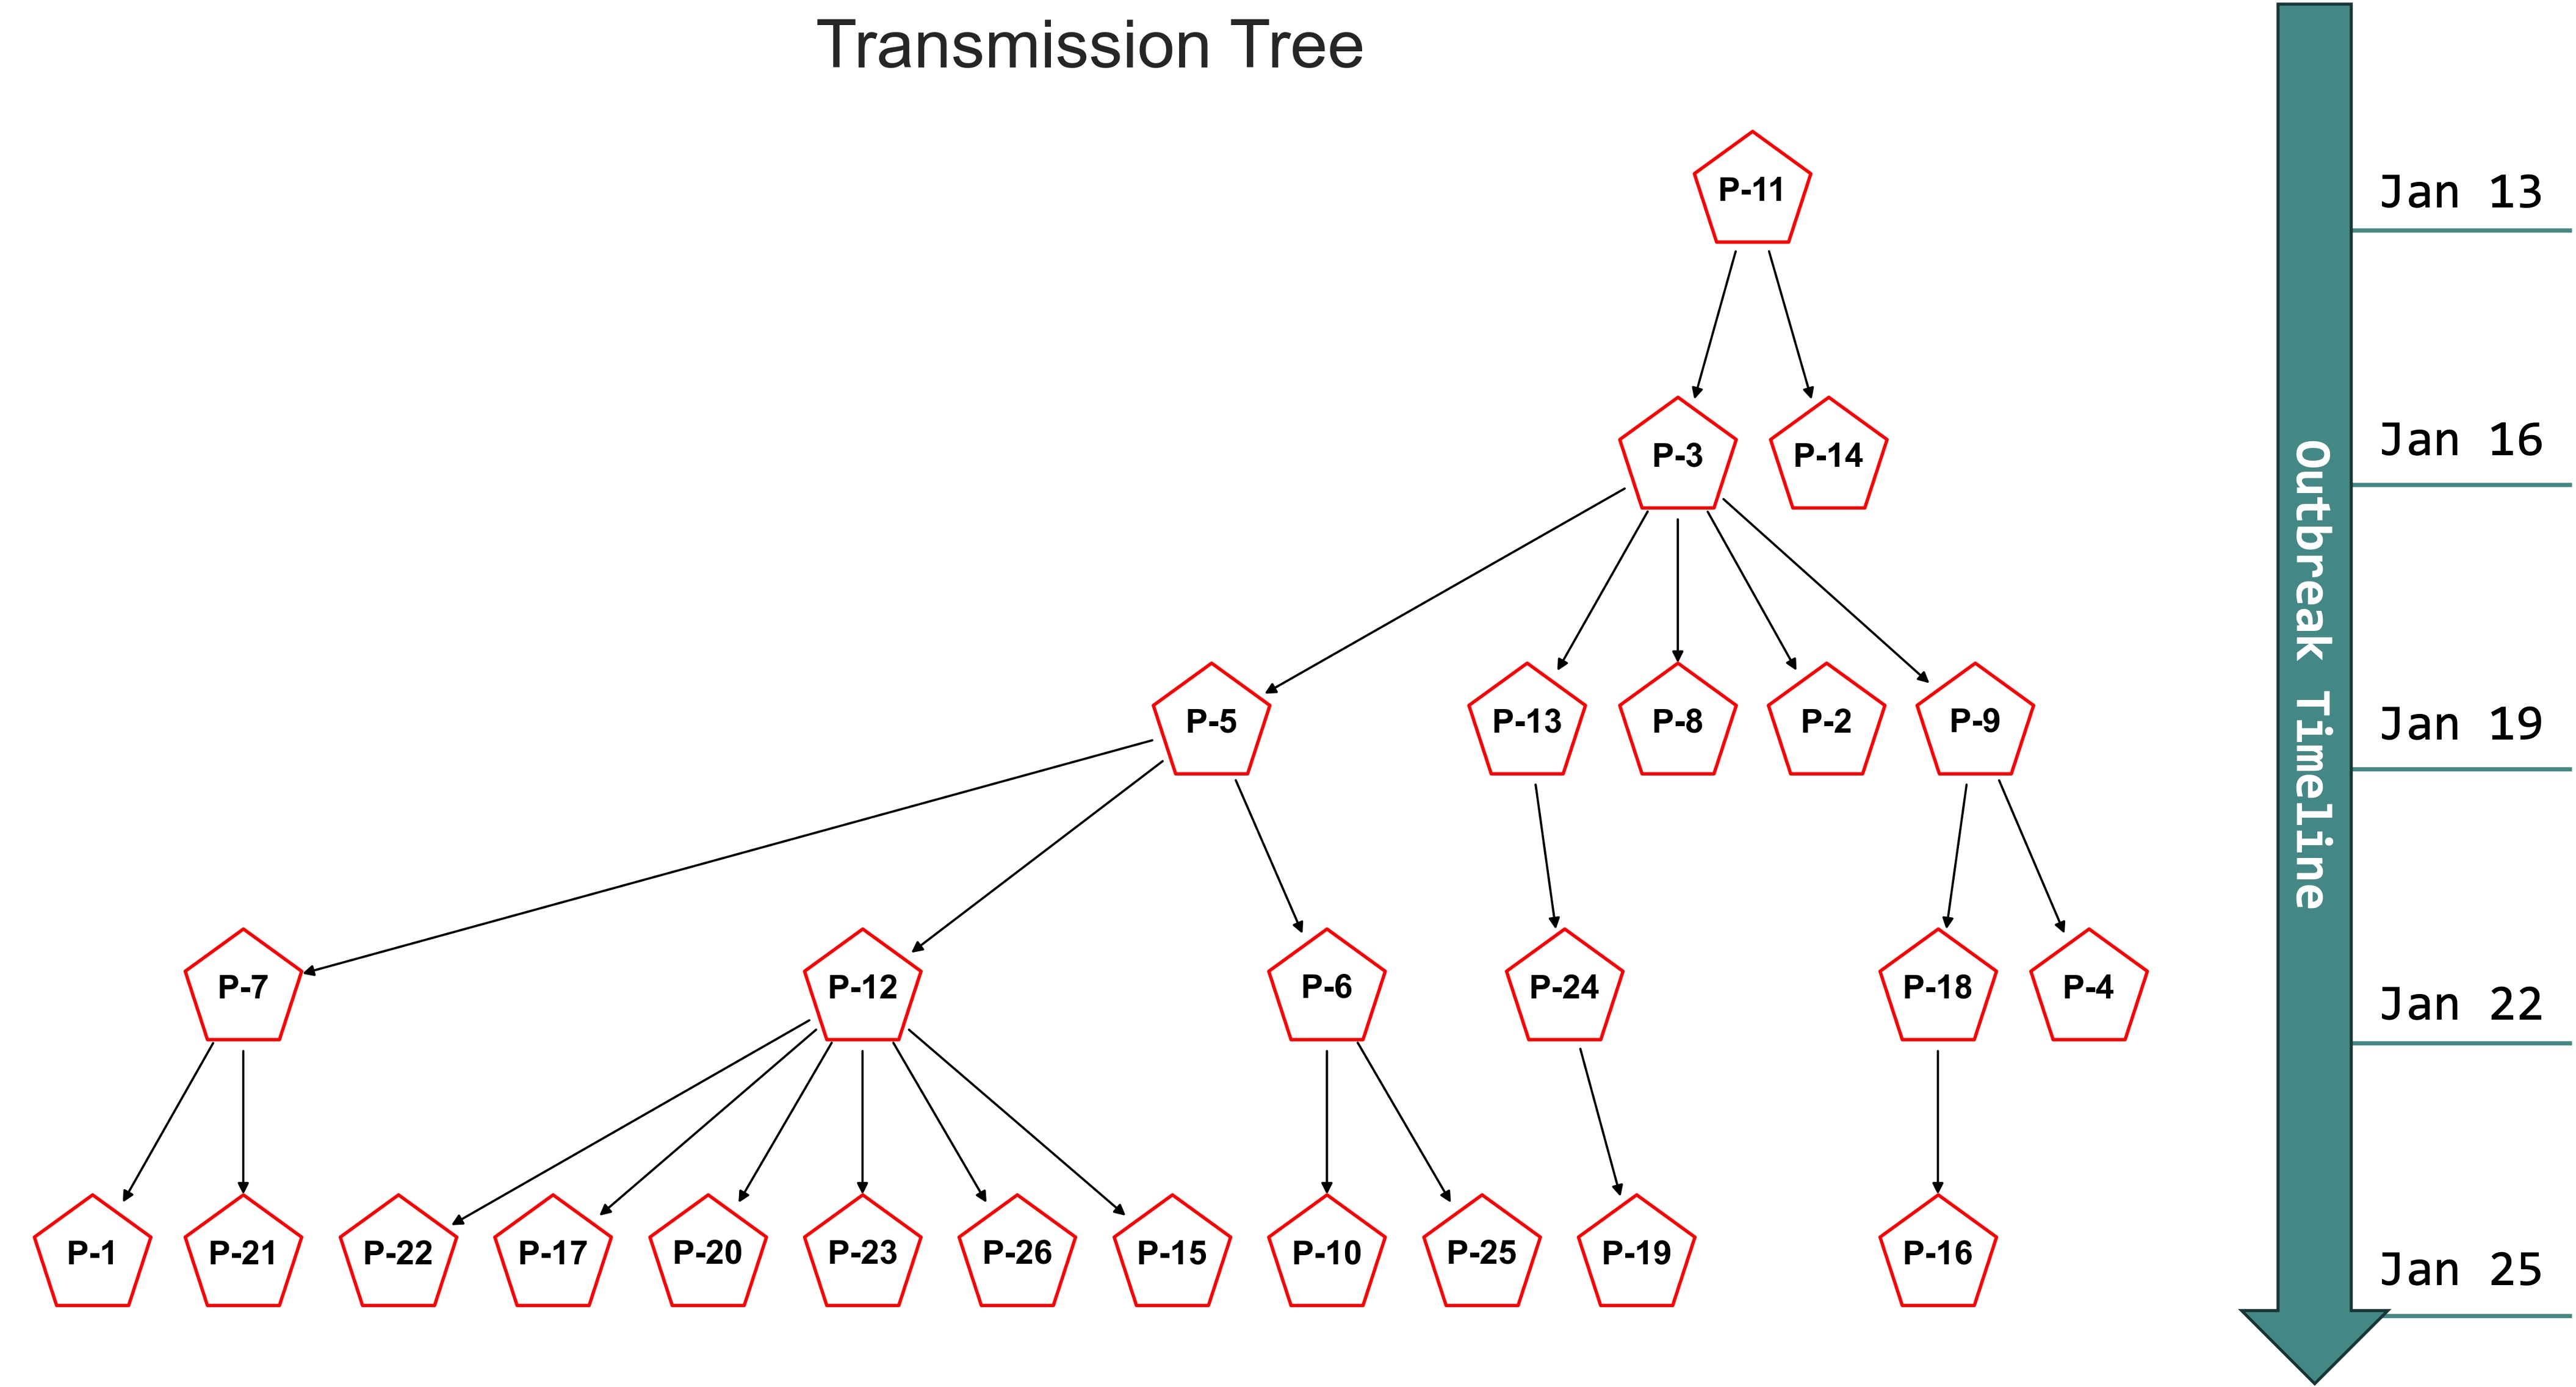 Transmission Tree
P-11
Jan 13
P-3 P-14
Jan 16
P-5 P-13 P-8 P-2 P-9
Jan 19
P-7 P-12 P-6 P-24 P-18 P-4
Jan 22
P-1 P-21 P-22 P-17 P-20 P-23 P-26 P-15 P-10 P-25 P-19 P-16
Jan 25
Outbreak Timeline